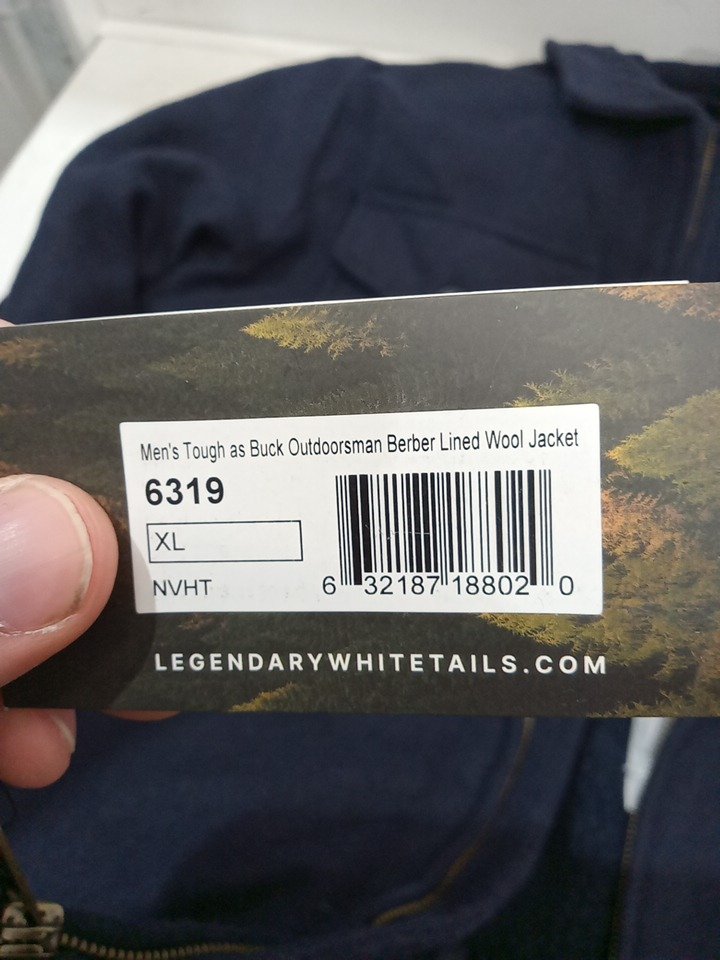 Men's Tough as Buck Outdoorsman Berber Lined Wool Jacket
6319
XL
NVHT
6 32187 18802 0
LEGENDARYWHITETAILS.COM